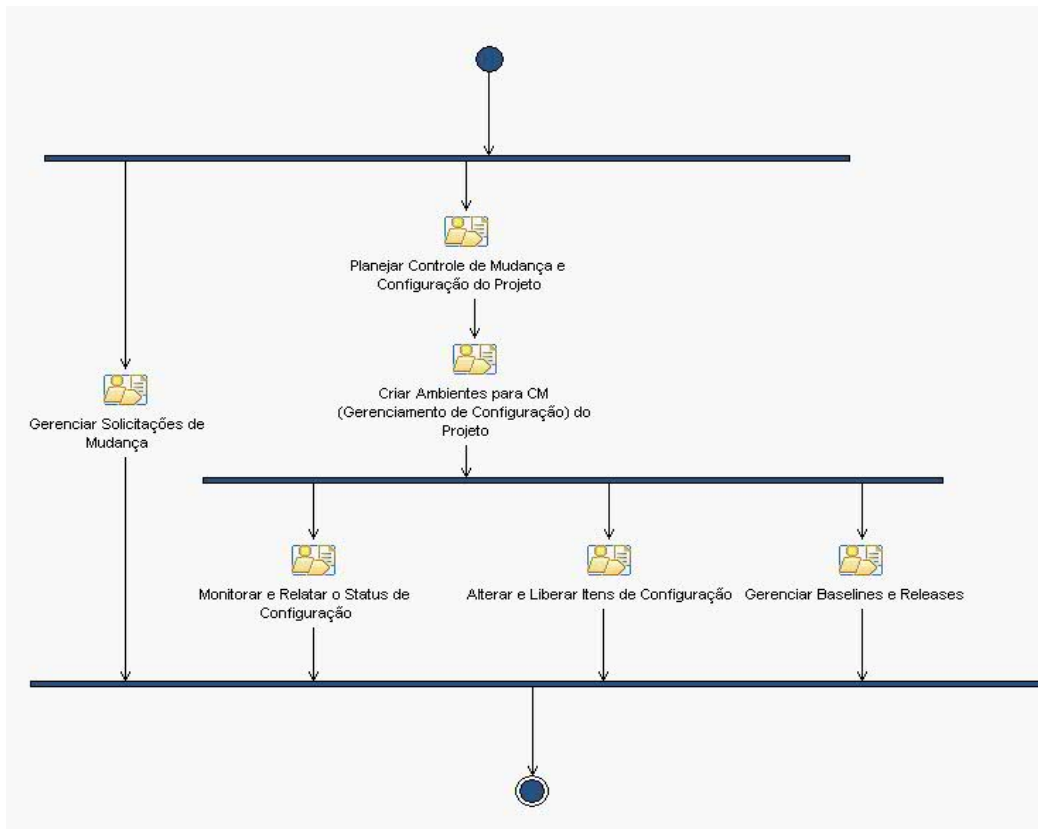 Planejar Controle de Mudança e
Configuração do Projeto
Criar Ambientes para CM
(Gerenciamento de Configuração) do
Projeto
Gerenciar Solicitações de
Mudança
Monitorar e Relatar o Status de
Configuração
Alterar e Liberar Itens de Configuração
Gerenciar Baselines e Releases